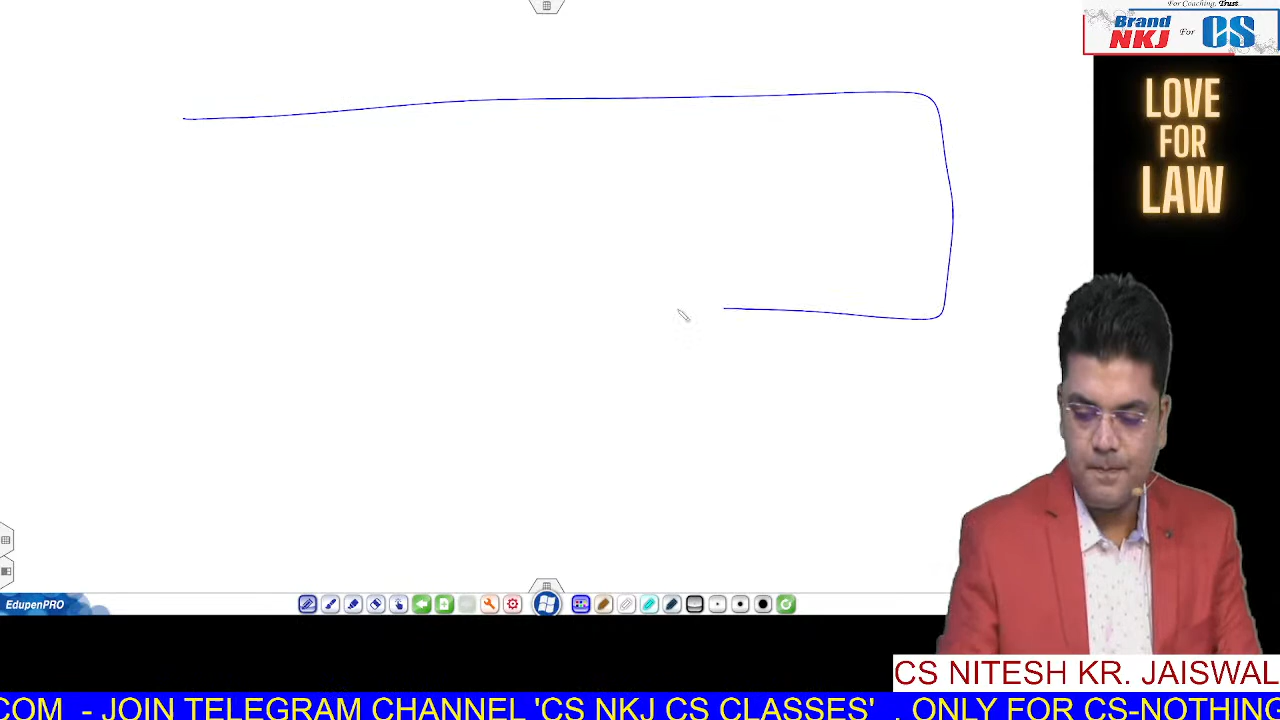 For Coaching, Trust
Brand
NKJ
For
CS
LOVE
FOR
LAW
EdupenPRO
CS NITESH KR. JAISWAL
COM - JOIN TELEGRAM CHANNEL 'CS NKJ CS CLASSES' , ONLY FOR CS-NOTHING